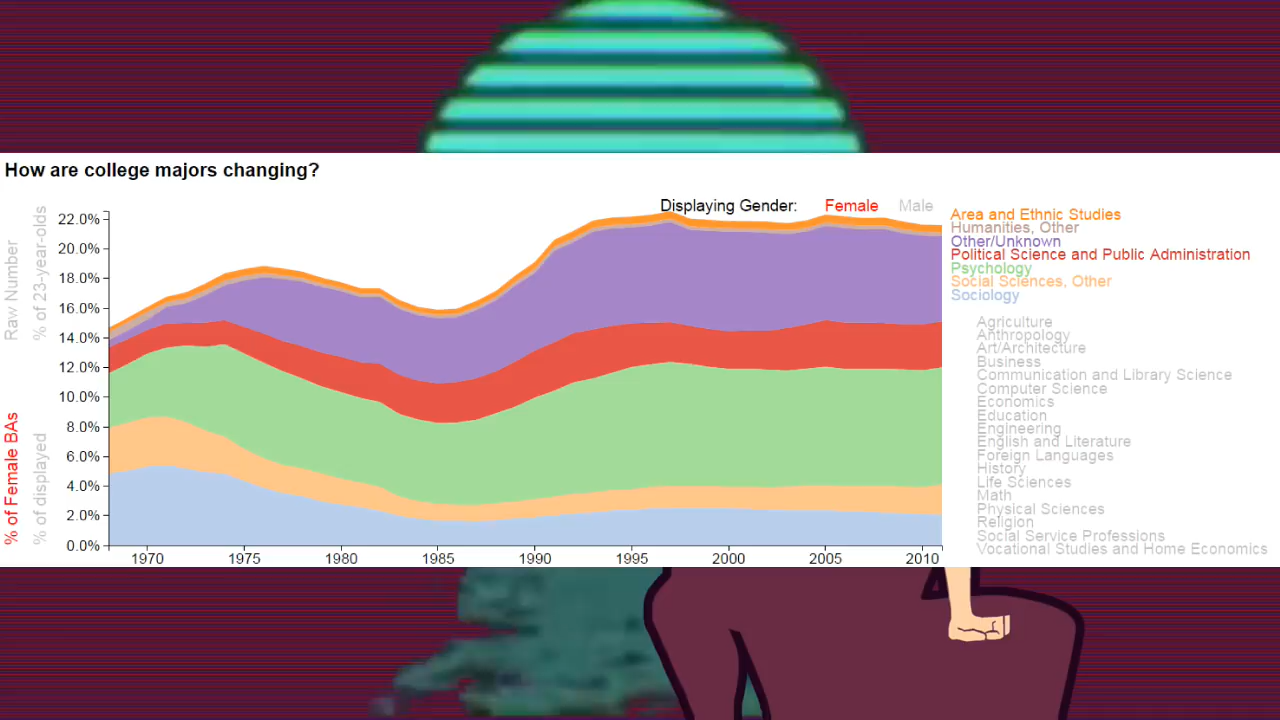 How are college majors changing?
Displaying Gender: Female Male
Raw Number
% of 23-year-olds
% of Female BAs
% of displayed
22.0%
20.0%
18.0%
16.0%
14.0%
12.0%
10.0%
8.0%
6.0%
4.0%
2.0%
0.0%
1970 1975 1980 1985 1990 1995 2000 2005 2010
Area and Ethnic Studies
Humanities, Other
Other/Unknown
Political Science and Public Administration
Psychology
Social Sciences, Other
Sociology
Agriculture
Anthropology
Art/Architecture
Business
Communication and Library Science
Computer Science
Economics
Education
Engineering
English and Literature
Foreign Languages
History
Life Sciences
Math
Physical Sciences
Religion
Social Service Professions
Vocational Studies and Home Economics